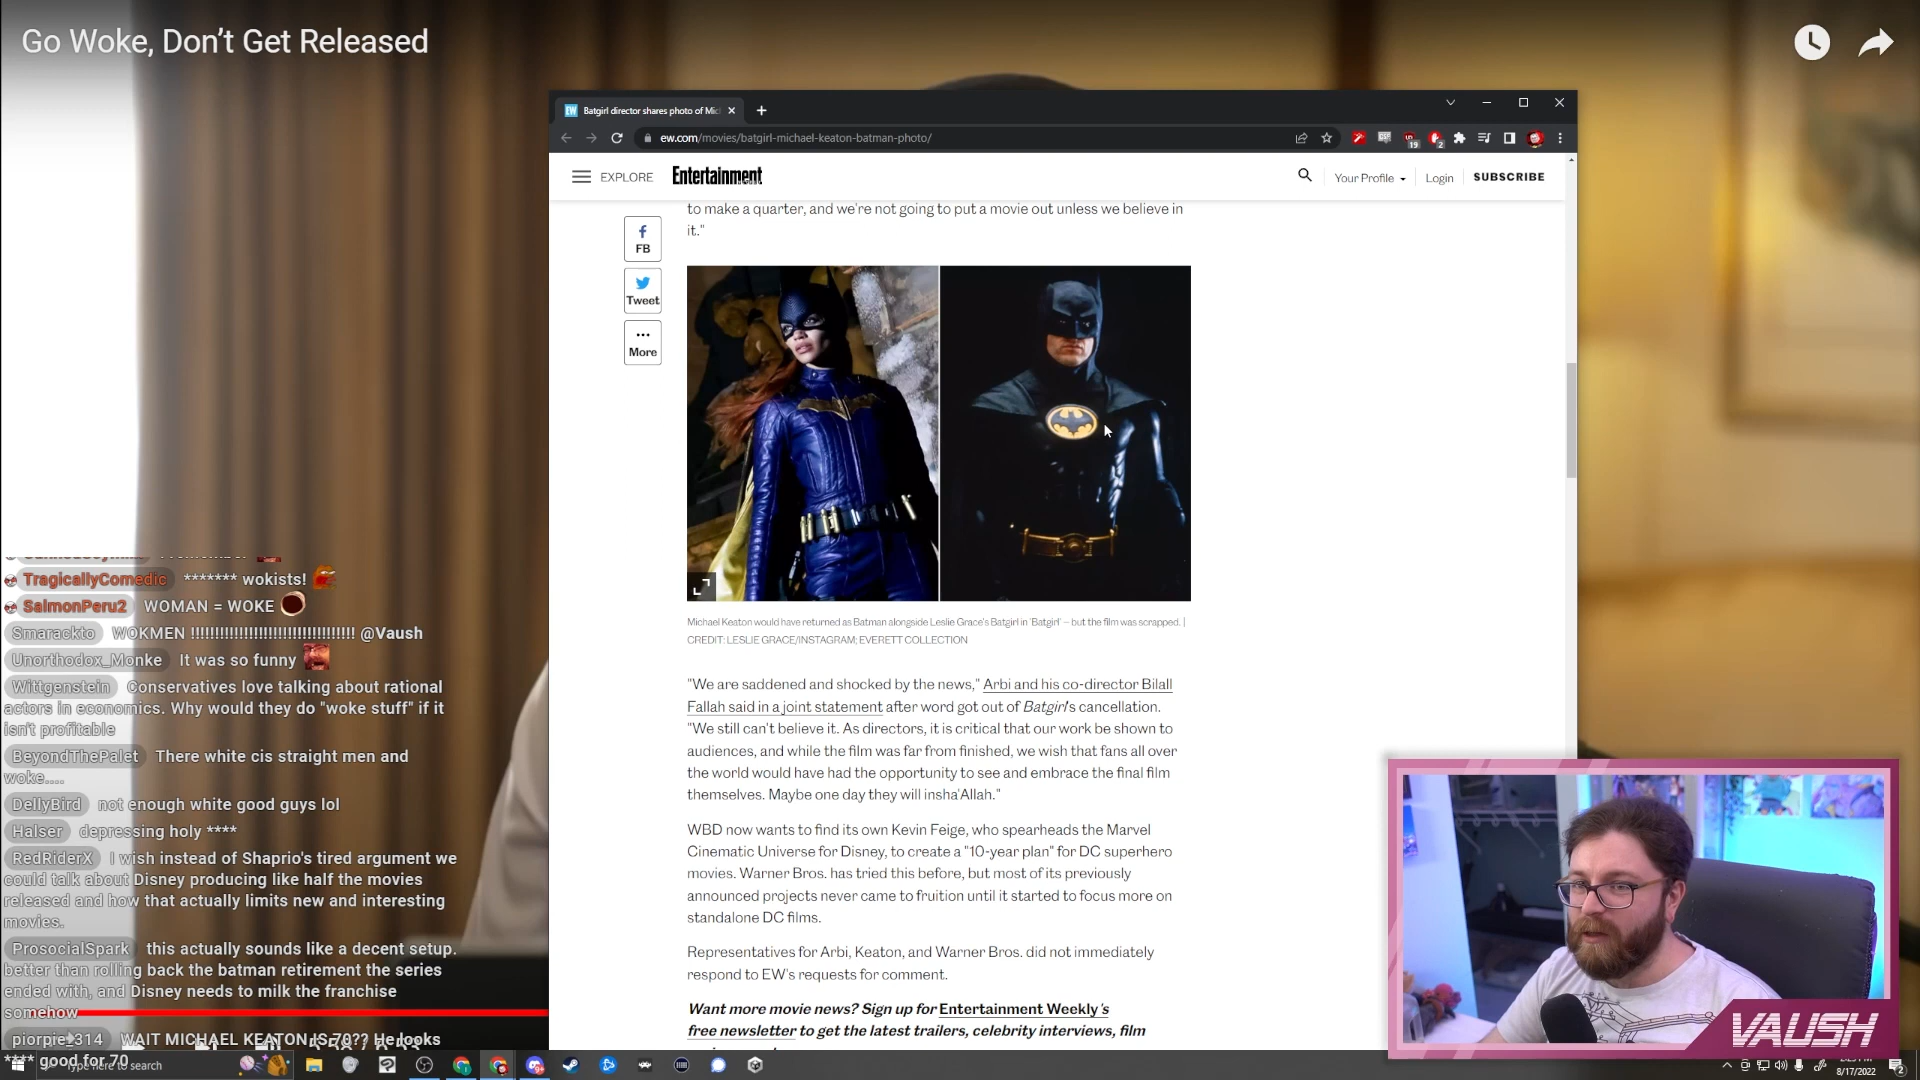 Go Woke, Don't Get Released
Batgirl director shares photo of Mic
ew.com/movies/batgirl-michael-keaton-batman-photo/
19
2
EXPLORE
Entertainment
Your Profile
Login
SUBSCRIBE
to make a quarter, and we're not going to put a movie out unless we believe in
it."
FB
Tweet
More
Michael Keaton would have returned as Batman alongside Leslie Grace's Batgirl in 'Batgirl' – but the film was scrapped. |
CREDIT: LESLIE GRACE/INSTAGRAM; EVERETT COLLECTION
"We are saddened and shocked by the news," Arbi and his co-director Bilall
Fallah said in a joint statement after word got out of Batgirl's cancellation.
"We still can't believe it. As directors, it is critical that our work be shown to
audiences, and while the film was far from finished, we wish that fans all over
the world would have had the opportunity to see and embrace the final film
themselves. Maybe one day they will insha'Allah."
WBD now wants to find its own Kevin Feige, who spearheads the Marvel
Cinematic Universe for Disney, to create a "10-year plan" for DC superhero
movies. Warner Bros. has tried this before, but most of its previously
announced projects never came to fruition until it started to focus more on
standalone DC films.
Representatives for Arbi, Keaton, and Warner Bros. did not immediately
respond to EW's requests for comment.
Want more movie news? Sign up for Entertainment Weekly's
free newsletter to get the latest trailers, celebrity interviews, film
TragicallyComedic ******* wokists!
SalmonPeru2 WOMAN = WOKE
Smarackto WOKMEN !!!!!!!!!!!!!!!!!!!!!!!!!!!!!!!!! @Vaush
Unorthodox_Monke It was so funny
Wittgenstein Conservatives love talking about rational
actors in economics. Why would they do "woke stuff" if it
isn't profitable
BeyondThePalet There white cis straight men and
woke....
DellyBird not enough white good guys lol
Halser depressing holy ****
RedRiderX I wish instead of Shaprio's tired argument we
could talk about Disney producing like half the movies
released and how that actually limits new and interesting
movies.
ProsocialSpark this actually sounds like a decent setup.
better than rolling back the batman retirement the series
ended with, and Disney needs to milk the franchise
somehow
piorpie_314 WAIT MICHAEL KEATON IS 70?? He looks
**** good for 70
Type here to search
VAUSH
8/17/2022
2